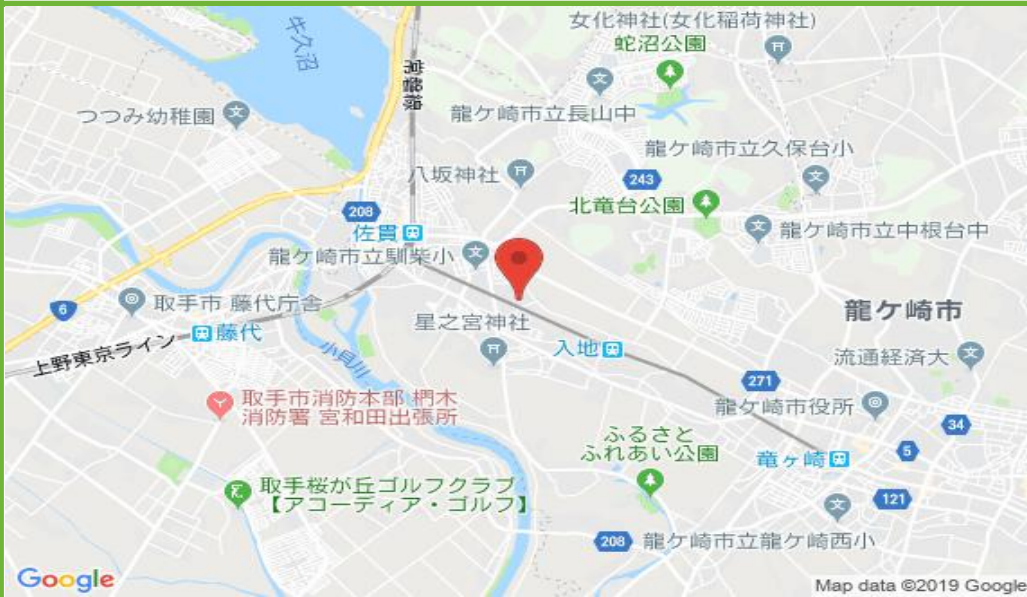 女化神社(女化稲荷神社)
蛇沼公園
牛久沼
常磐線
つつみ幼稚園
龍ケ崎市立長山中
龍ケ崎市立久保台小
八坂神社
243
北竜台公園
208
佐貫
龍ケ崎市立中根台中
龍ケ崎市立馴柴小
6
取手市 藤代庁舎
龍ケ崎市
星之宮神社
藤代
上野東京ライン
小貝川
入地
流通経済大
271
取手市消防本部 椚木
消防署 宮和田出張所
龍ケ崎市役所
34
ふるさと
ふれあい公園
5
竜ヶ崎
取手桜が丘ゴルフクラブ
【アコーディア・ゴルフ】
121
208
龍ケ崎市立龍ケ崎西小
Google
Map data ©2019 Google